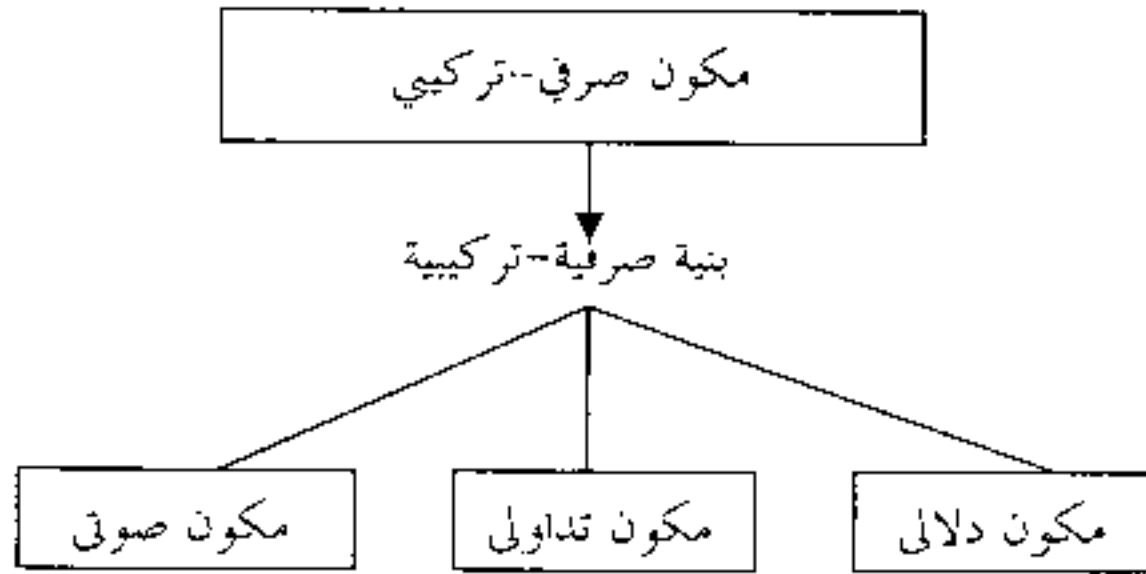 مكون صرفي--تركيبي
بنية صرفية-تركيبية
مكون دلالي
مكون تداولي
مكون صوتي